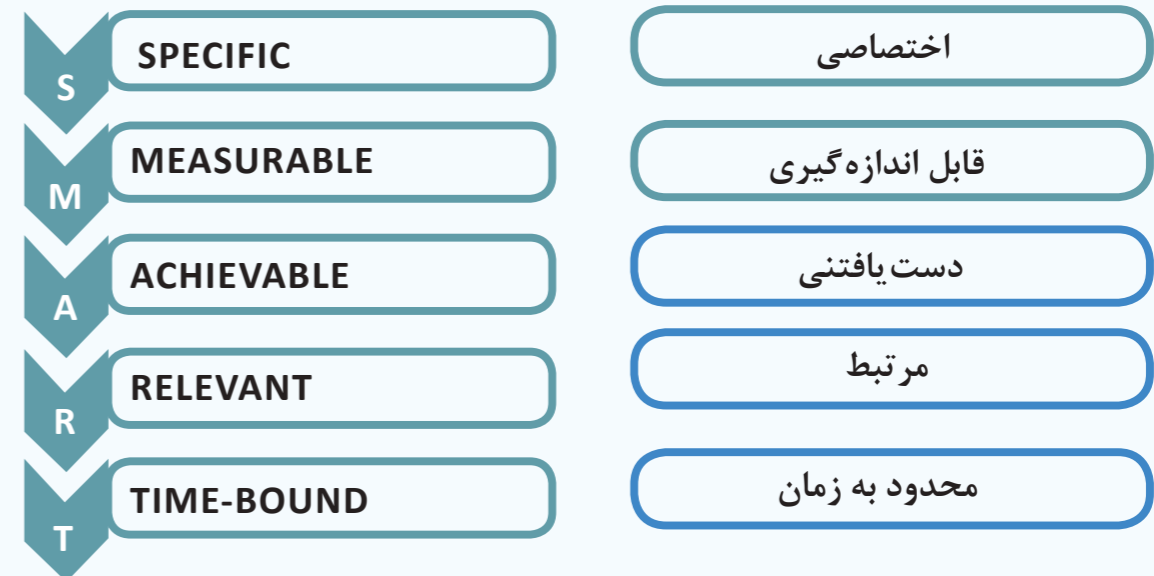 S
SPECIFIC
اختصاصی
M
MEASURABLE
قابل اندازه‌گیری
A
ACHIEVABLE
دست‌یافتنی
R
RELEVANT
مرتبط
T
TIME-BOUND
محدود به زمان